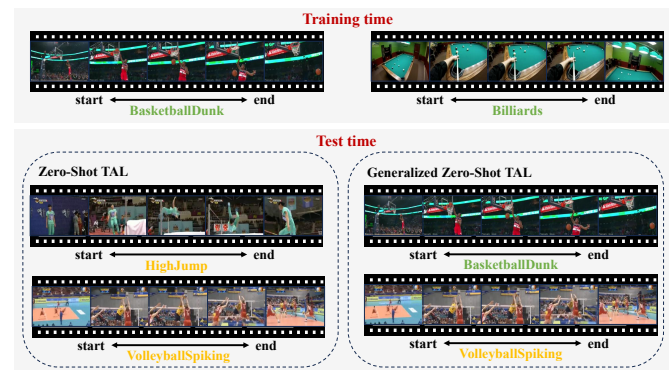 Training time
start end
BasketballDunk
start end
Billiards
Test time
Zero-Shot TAL
start end
HighJump
start end
VolleyballSpiking
Generalized Zero-Shot TAL
start end
BasketballDunk
start end
VolleyballSpiking